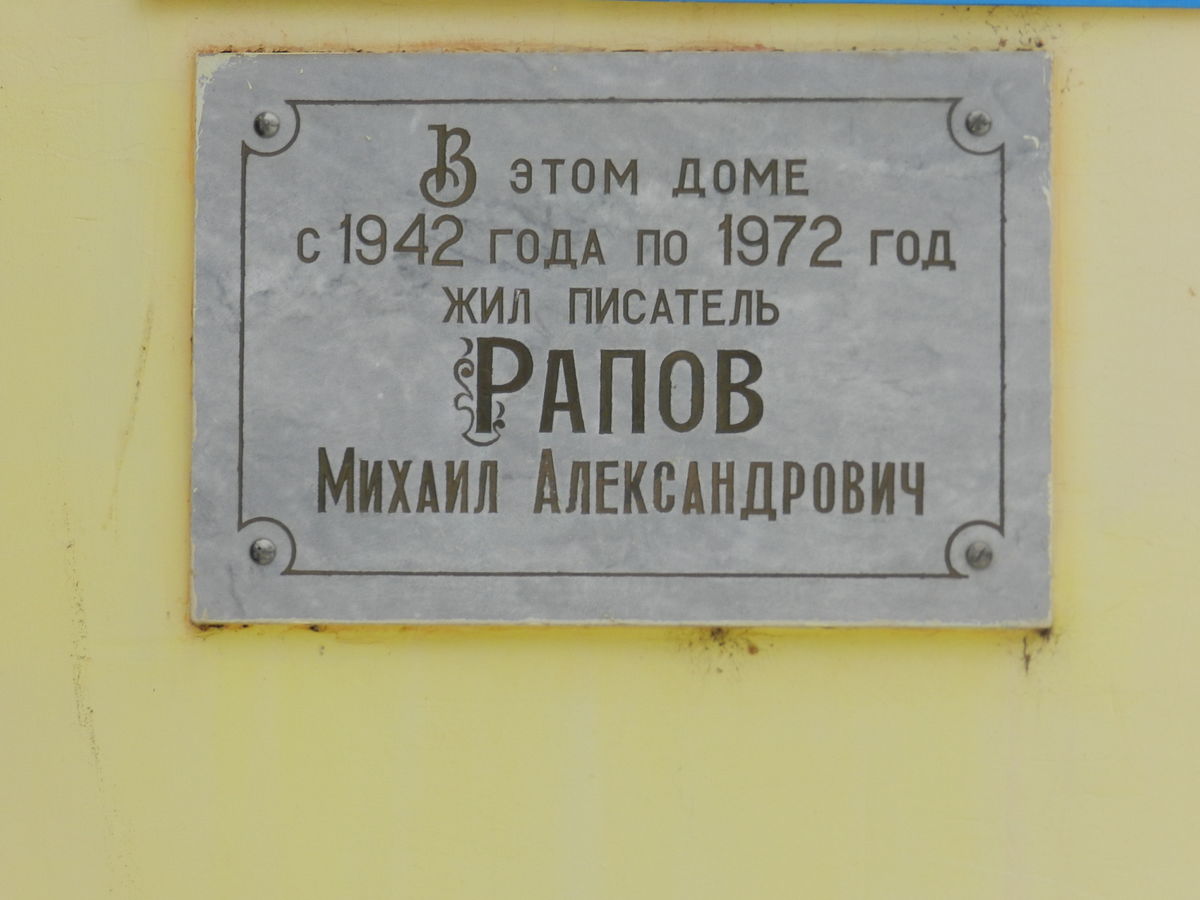 В ЭТОМ ДОМЕ
С 1942 ГОДА ПО 1972 ГОД
ЖИЛ ПИСАТЕЛЬ
РАПОВ
МИХАИЛ АЛЕКСАНДРОВИЧ